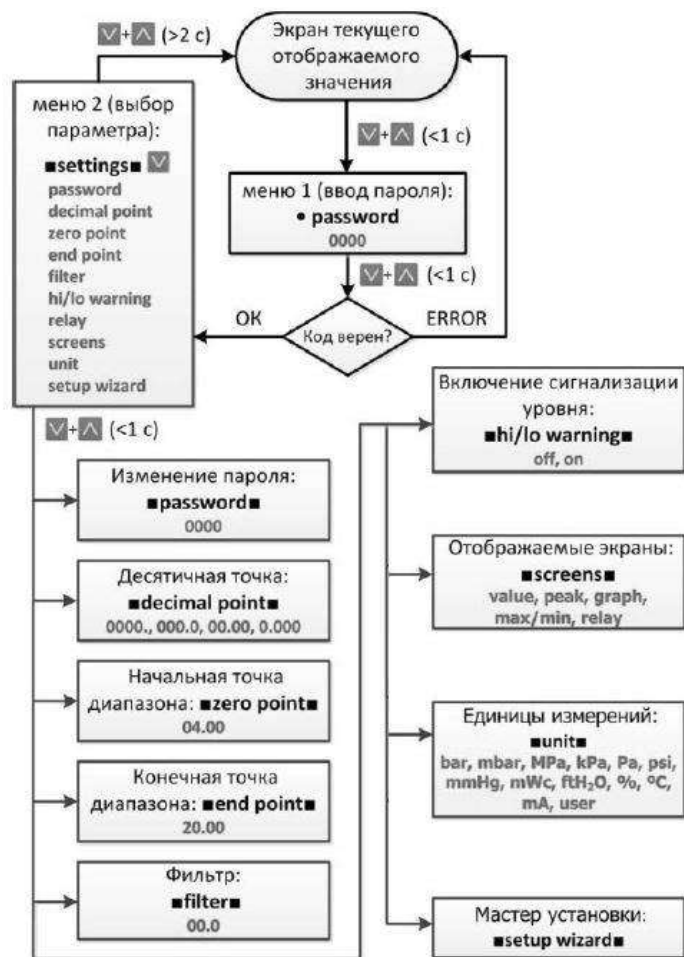 ∨+∧ (>2 с)
Экран текущего
отображаемого
значения
меню 2 (выбор
параметра):
■settings■ ∨
password
decimal point
zero point
end point
filter
hi/lo warning
relay
screens
unit
setup wizard
∨+∧ (<1 с)
меню 1 (ввод пароля):
• password
0000
∨+∧ (<1 с)
OK
Код верен?
ERROR
∨+∧ (<1 с)
Изменение пароля:
■password■
0000
Десятичная точка:
■decimal point■
0000., 000.0, 00.00, 0.000
Начальная точка
диапазона: ■zero point■
04.00
Конечная точка
диапазона: ■end point■
20.00
Фильтр:
■filter■
00.0
Включение сигнализации
уровня:
■hi/lo warning■
off, on
Отображаемые экраны:
■screens■
value, peak, graph,
max/min, relay
Единицы измерений:
■unit■
bar, mbar, MPa, kPa, Pa, psi,
mmHg, mWc, ftH₂O, %, ºC,
mA, user
Мастер установки:
■setup wizard■